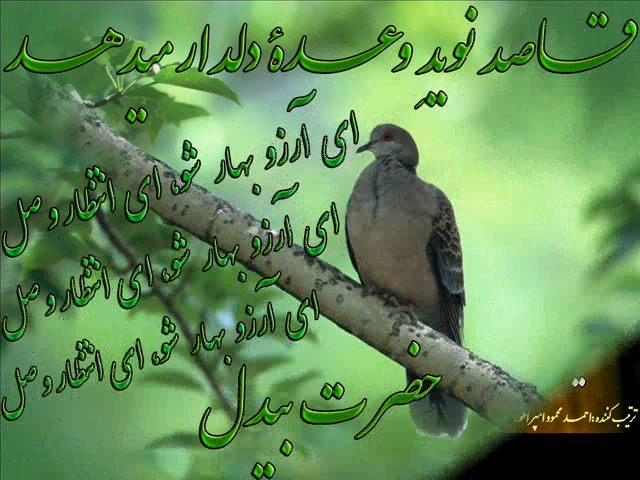 قاصد نوید وعدهٔ دلدار میدهد
ای آرزو بهار شو، ای انتظار وصل
ای آرزو بهار شو، ای انتظار وصل
ای آرزو بهار شو، ای انتظار وصل
حضرت بیدل
ترتیب کننده: احمد محمود